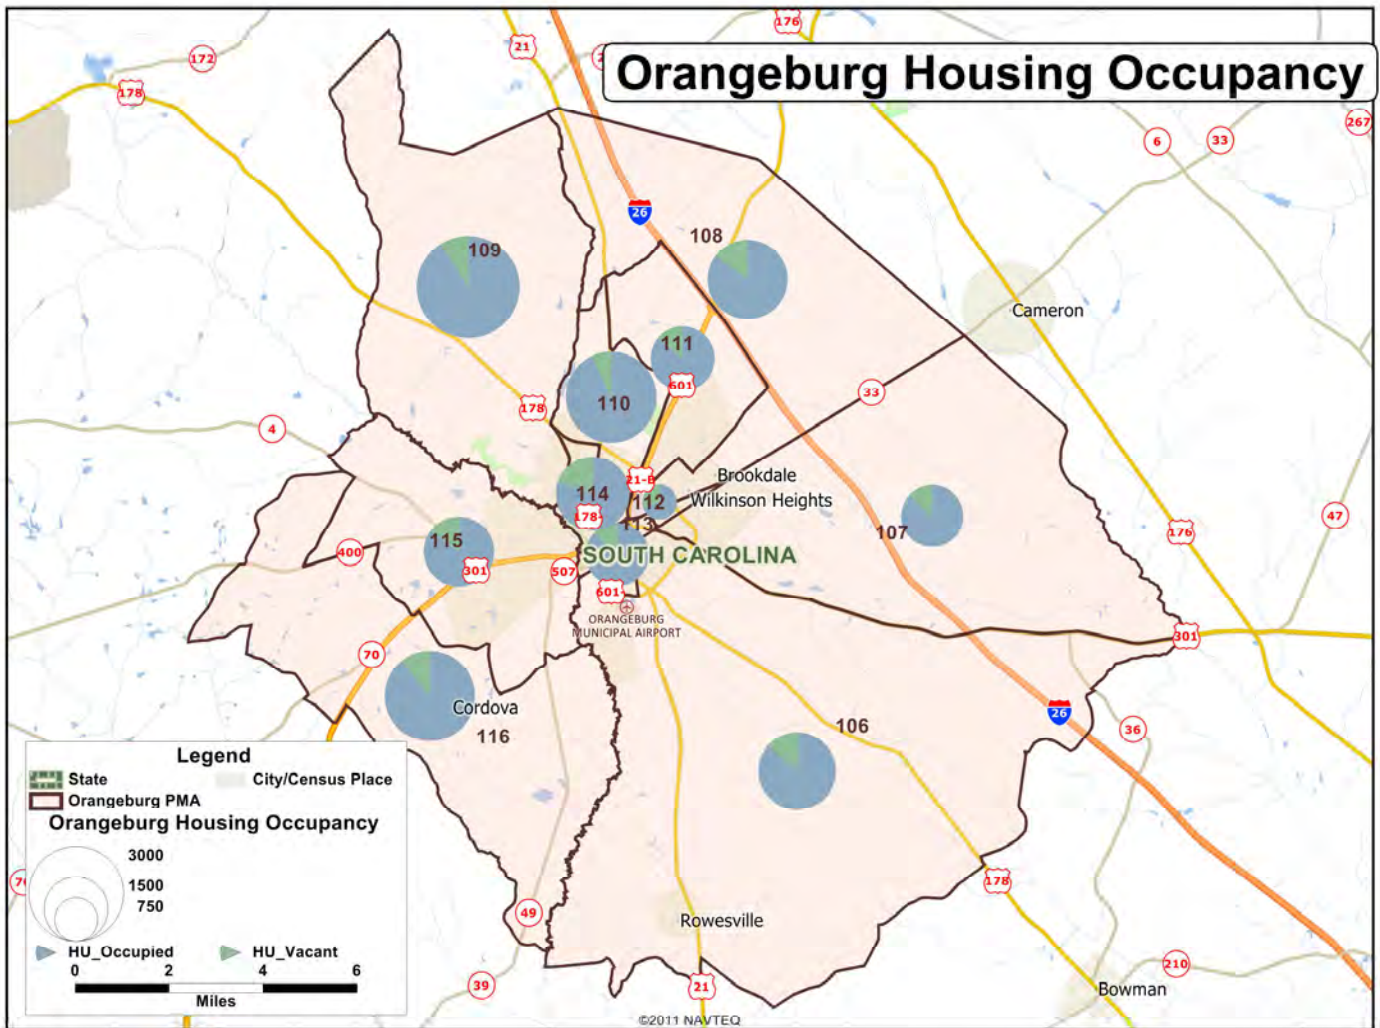 Orangeburg Housing Occupancy
176
21
172
178
267
6
33
26
108
109
Cameron
111
601
33
110
178
4
Brookdale
21-B
114
112
Wilkinson Heights
178
113
107
47
176
115
400
SOUTH CAROLINA
301
507
601
ORANGEBURG
MUNICIPAL AIRPORT
301
70
Cordova
116
26
36
106
Legend
State
City/Census Place
Orangeburg PMA
Orangeburg Housing Occupancy
3000
1500
750
178
49
Rowesville
HU_Occupied
HU_Vacant
0 2 4 6
Miles
39
21
210
Bowman
©2011 NAVTEQ